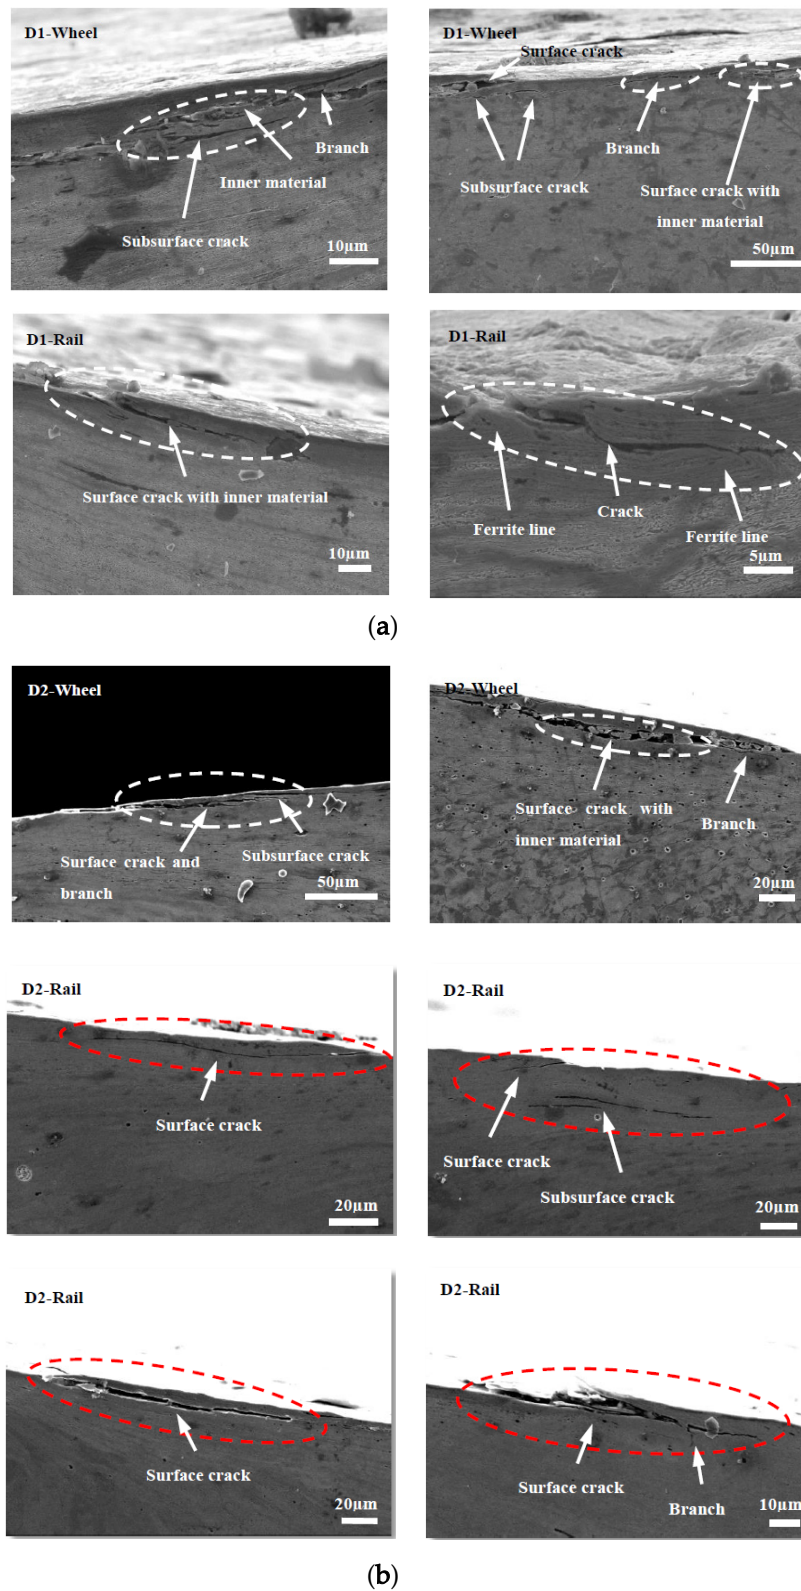 D1-Wheel
Branch
Inner material
Subsurface crack
10µm
D1-Wheel
Surface crack
Branch
Subsurface crack
Surface crack with
inner material
50µm
D1-Rail
Surface crack with inner material
10µm
D1-Rail
Ferrite line
Crack
Ferrite line
5µm
(a)
D2-Wheel
Surface crack and
branch
Subsurface crack
50µm
D2-Wheel
Surface crack with
inner material
Branch
20µm
D2-Rail
Surface crack
20µm
D2-Rail
Surface crack
Subsurface crack
20µm
D2-Rail
Surface crack
20µm
D2-Rail
Surface crack
Branch
10µm
(b)